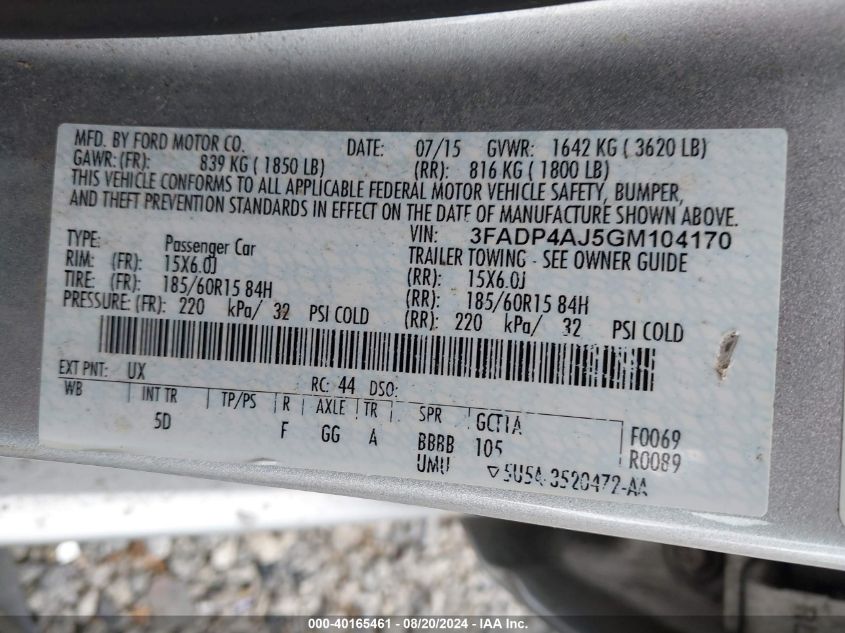 MFD. BY FORD MOTOR CO. DATE: 07/15 GVWR: 1642 KG ( 3620 LB)
GAWR: (FR): 839 KG ( 1850 LB) (RR): 816 KG ( 1800 LB)
THIS VEHICLE CONFORMS TO ALL APPLICABLE FEDERAL MOTOR VEHICLE SAFETY, BUMPER,
AND THEFT PREVENTION STANDARDS IN EFFECT ON THE DATE OF MANUFACTURE SHOWN ABOVE.
VIN: 3FADP4AJ5GM104170
TYPE: Passenger Car TRAILER TOWING - SEE OWNER GUIDE
RIM: (FR): 15X6.0J (RR): 15X6.0J
TIRE: (FR): 185/60R15 84H (RR): 185/60R15 84H
PRESSURE: (FR): 220 kPa/ 32 PSI COLD (RR): 220 kPa/ 32 PSI COLD
EXT PNT: UX RC: 44 DSO:
WB INT TR TP/PS R AXLE TR SPR GCT1A F0069
5D F GG A BBBB 105 R0089
UMU ▽5U5A-3520472-AA
000-40165461 - 08/20/2024 - IAA Inc.